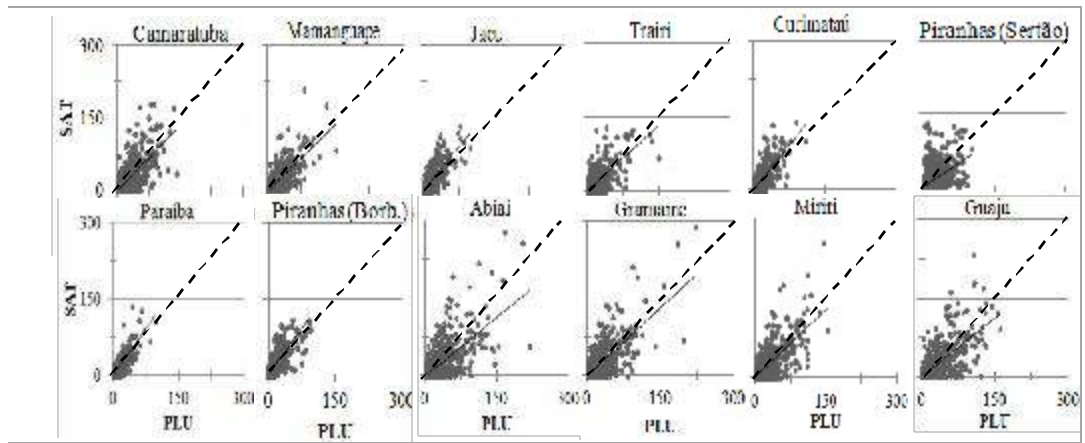 Camaratuba Mamanguape Jacu Trairi Curimataú Piranhas (Sertão)
300
SAT
150
0
Paraíba Piranhas (Borb.) Abiaí Gramame Miriri Guaju
300
SAT
150
0
0 150 300 0 150 300 0 150 300 0 150 300 0 150 300 0 150 300
PLU PLU PLU PLU PLU PLU